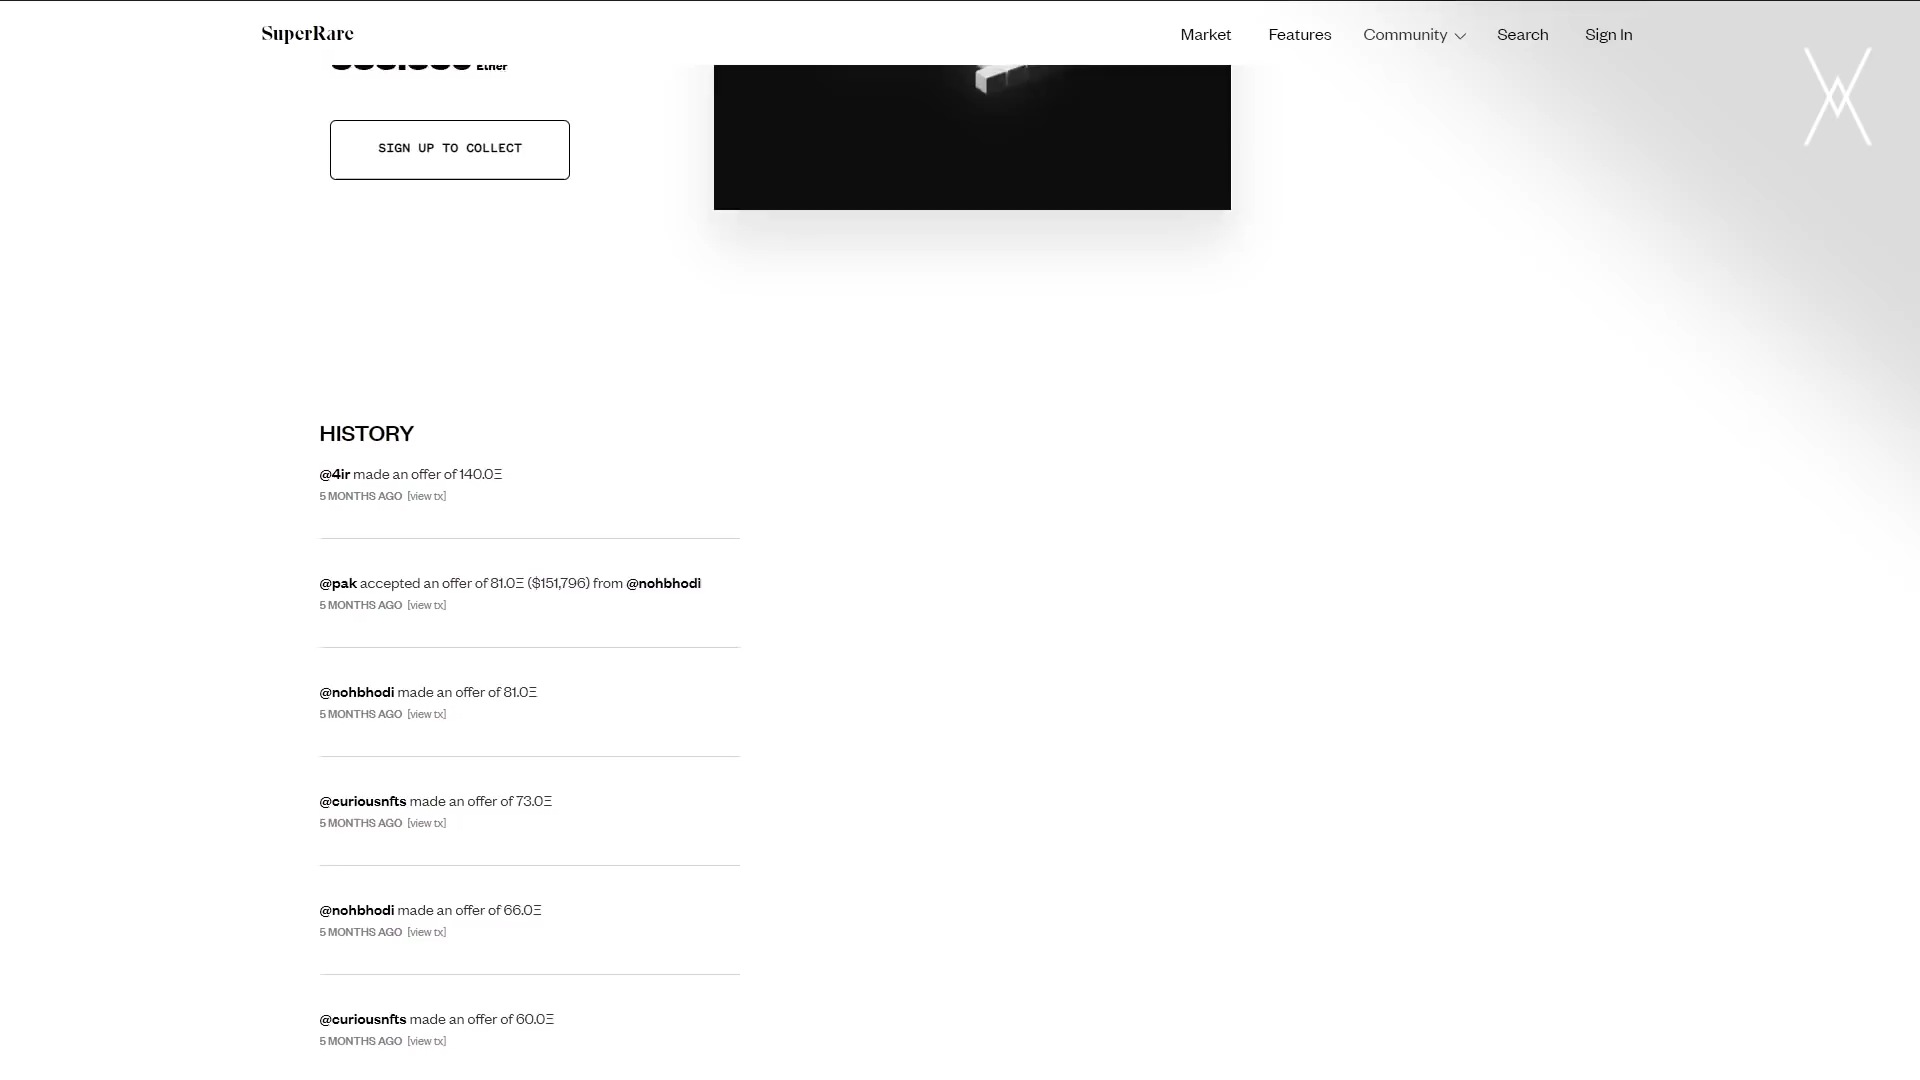 SuperRare
Market Features Community Search Sign In
Ether
SIGN UP TO COLLECT
HISTORY
@4ir made an offer of 140.0Ξ
5 MONTHS AGO [view tx]
@pak accepted an offer of 81.0Ξ ($151,796) from @nohbhodi
5 MONTHS AGO [view tx]
@nohbhodi made an offer of 81.0Ξ
5 MONTHS AGO [view tx]
@curiousnfts made an offer of 73.0Ξ
5 MONTHS AGO [view tx]
@nohbhodi made an offer of 66.0Ξ
5 MONTHS AGO [view tx]
@curiousnfts made an offer of 60.0Ξ
5 MONTHS AGO [view tx]